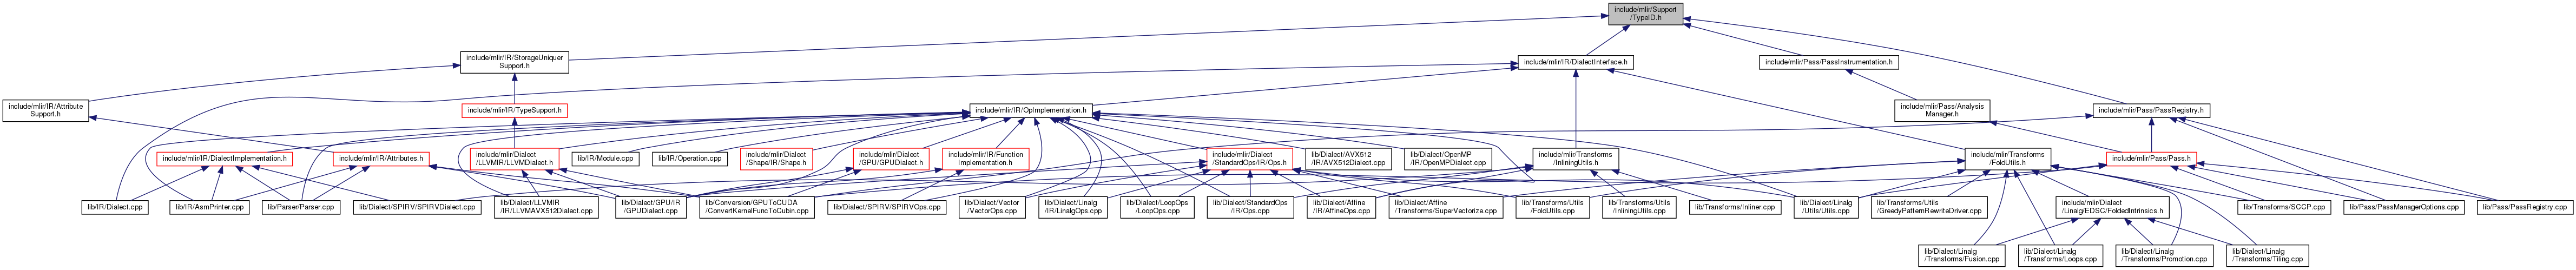 include/mlir/Support
/TypeID.h
include/mlir/IR/StorageUniquer
Support.h
include/mlir/IR/DialectInterface.h
include/mlir/Pass/PassInstrumentation.h
include/mlir/IR/Attribute
Support.h
include/mlir/IR/TypeSupport.h
include/mlir/IR/OpImplementation.h
include/mlir/Pass/Analysis
Manager.h
include/mlir/Pass/PassRegistry.h
include/mlir/IR/DialectImplementation.h
include/mlir/IR/Attributes.h
include/mlir/Dialect
/LLVMIR/LLVMDialect.h
lib/IR/Module.cpp
lib/IR/Operation.cpp
include/mlir/Dialect
/Shape/IR/Shape.h
include/mlir/Dialect
/GPU/GPUDialect.h
include/mlir/IR/Function
Implementation.h
include/mlir/Dialect
/StandardOps/IR/Ops.h
lib/Dialect/AVX512
/IR/AVX512Dialect.cpp
lib/Dialect/OpenMP
/IR/OpenMPDialect.cpp
include/mlir/Transforms
/InliningUtils.h
include/mlir/Transforms
/FoldUtils.h
include/mlir/Pass/Pass.h
lib/IR/Dialect.cpp
lib/IR/AsmPrinter.cpp
lib/Parser/Parser.cpp
lib/Dialect/SPIRV/SPIRVDialect.cpp
lib/Dialect/LLVMIR
/IR/LLVMAVX512Dialect.cpp
lib/Dialect/GPU/IR
/GPUDialect.cpp
lib/Conversion/GPUToCUDA
/ConvertKernelFuncToCubin.cpp
lib/Dialect/SPIRV/SPIRVOps.cpp
lib/Dialect/Vector
/VectorOps.cpp
lib/Dialect/Linalg
/IR/LinalgOps.cpp
lib/Dialect/LoopOps
/LoopOps.cpp
lib/Dialect/StandardOps
/IR/Ops.cpp
lib/Dialect/Affine
/IR/AffineOps.cpp
lib/Dialect/Affine
/Transforms/SuperVectorize.cpp
lib/Transforms/Utils
/FoldUtils.cpp
lib/Transforms/Utils
/InliningUtils.cpp
lib/Transforms/Inliner.cpp
lib/Dialect/Linalg
/Utils/Utils.cpp
lib/Transforms/Utils
/GreedyPatternRewriteDriver.cpp
include/mlir/Dialect
/Linalg/EDSC/FoldedIntrinsics.h
lib/Transforms/SCCP.cpp
lib/Pass/PassManagerOptions.cpp
lib/Pass/PassRegistry.cpp
lib/Dialect/Linalg
/Transforms/Fusion.cpp
lib/Dialect/Linalg
/Transforms/Loops.cpp
lib/Dialect/Linalg
/Transforms/Promotion.cpp
lib/Dialect/Linalg
/Transforms/Tiling.cpp